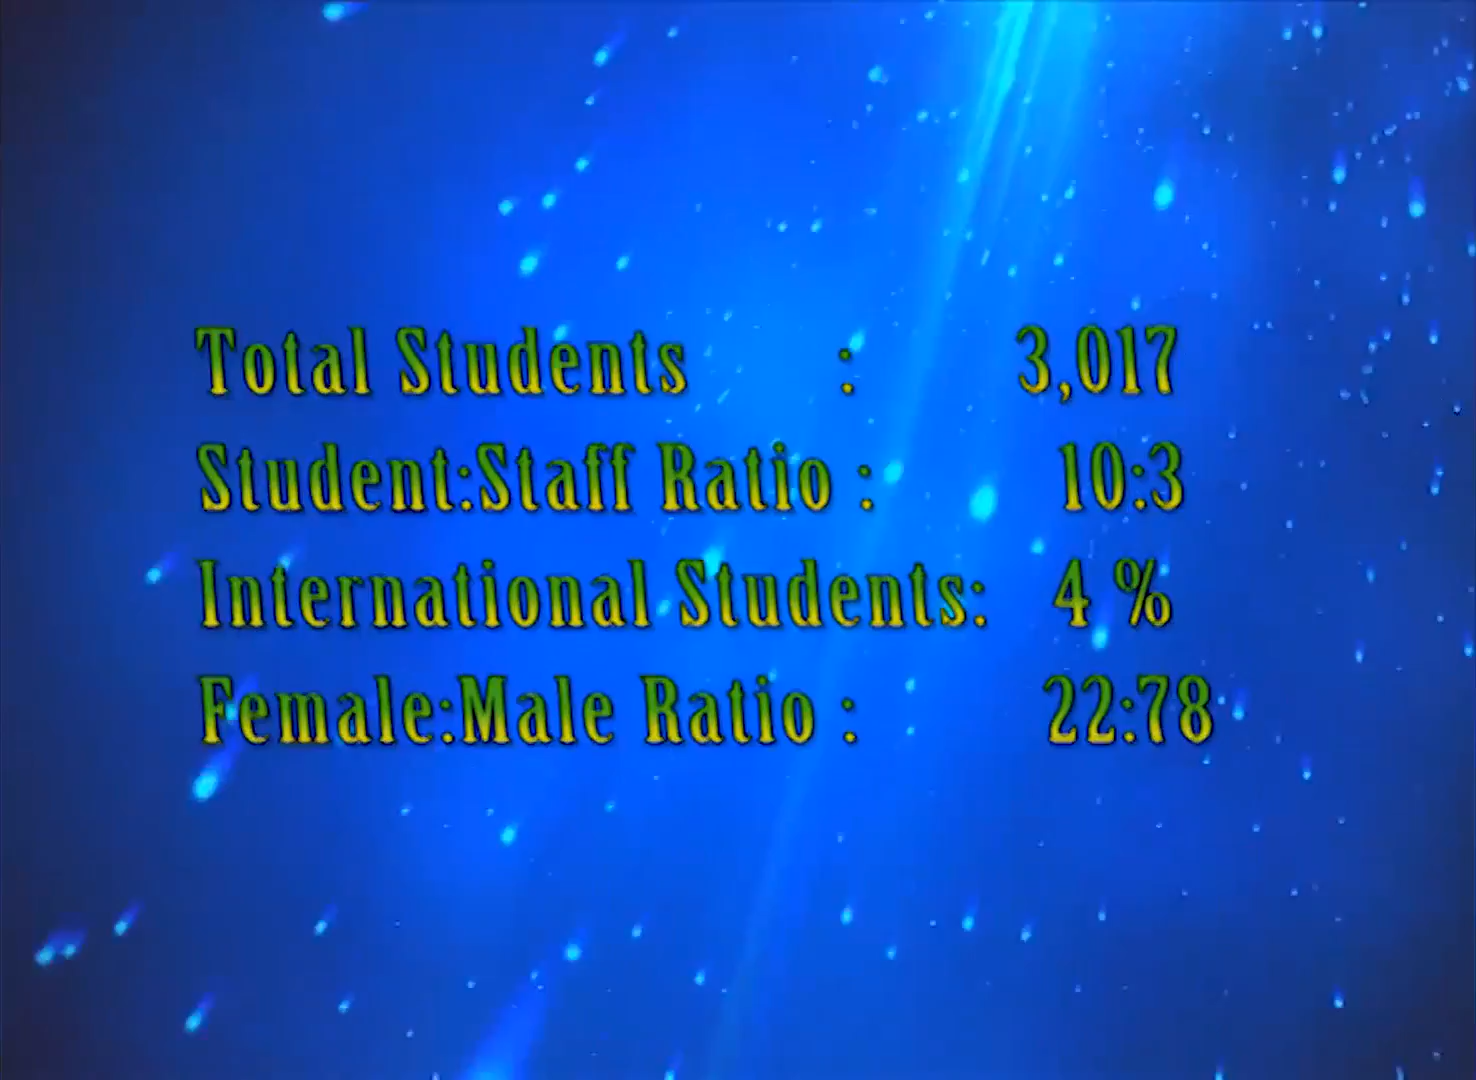 Total Students : 3,017
Student:Staff Ratio : 10:3
International Students: 4 %
Female:Male Ratio : 22:78